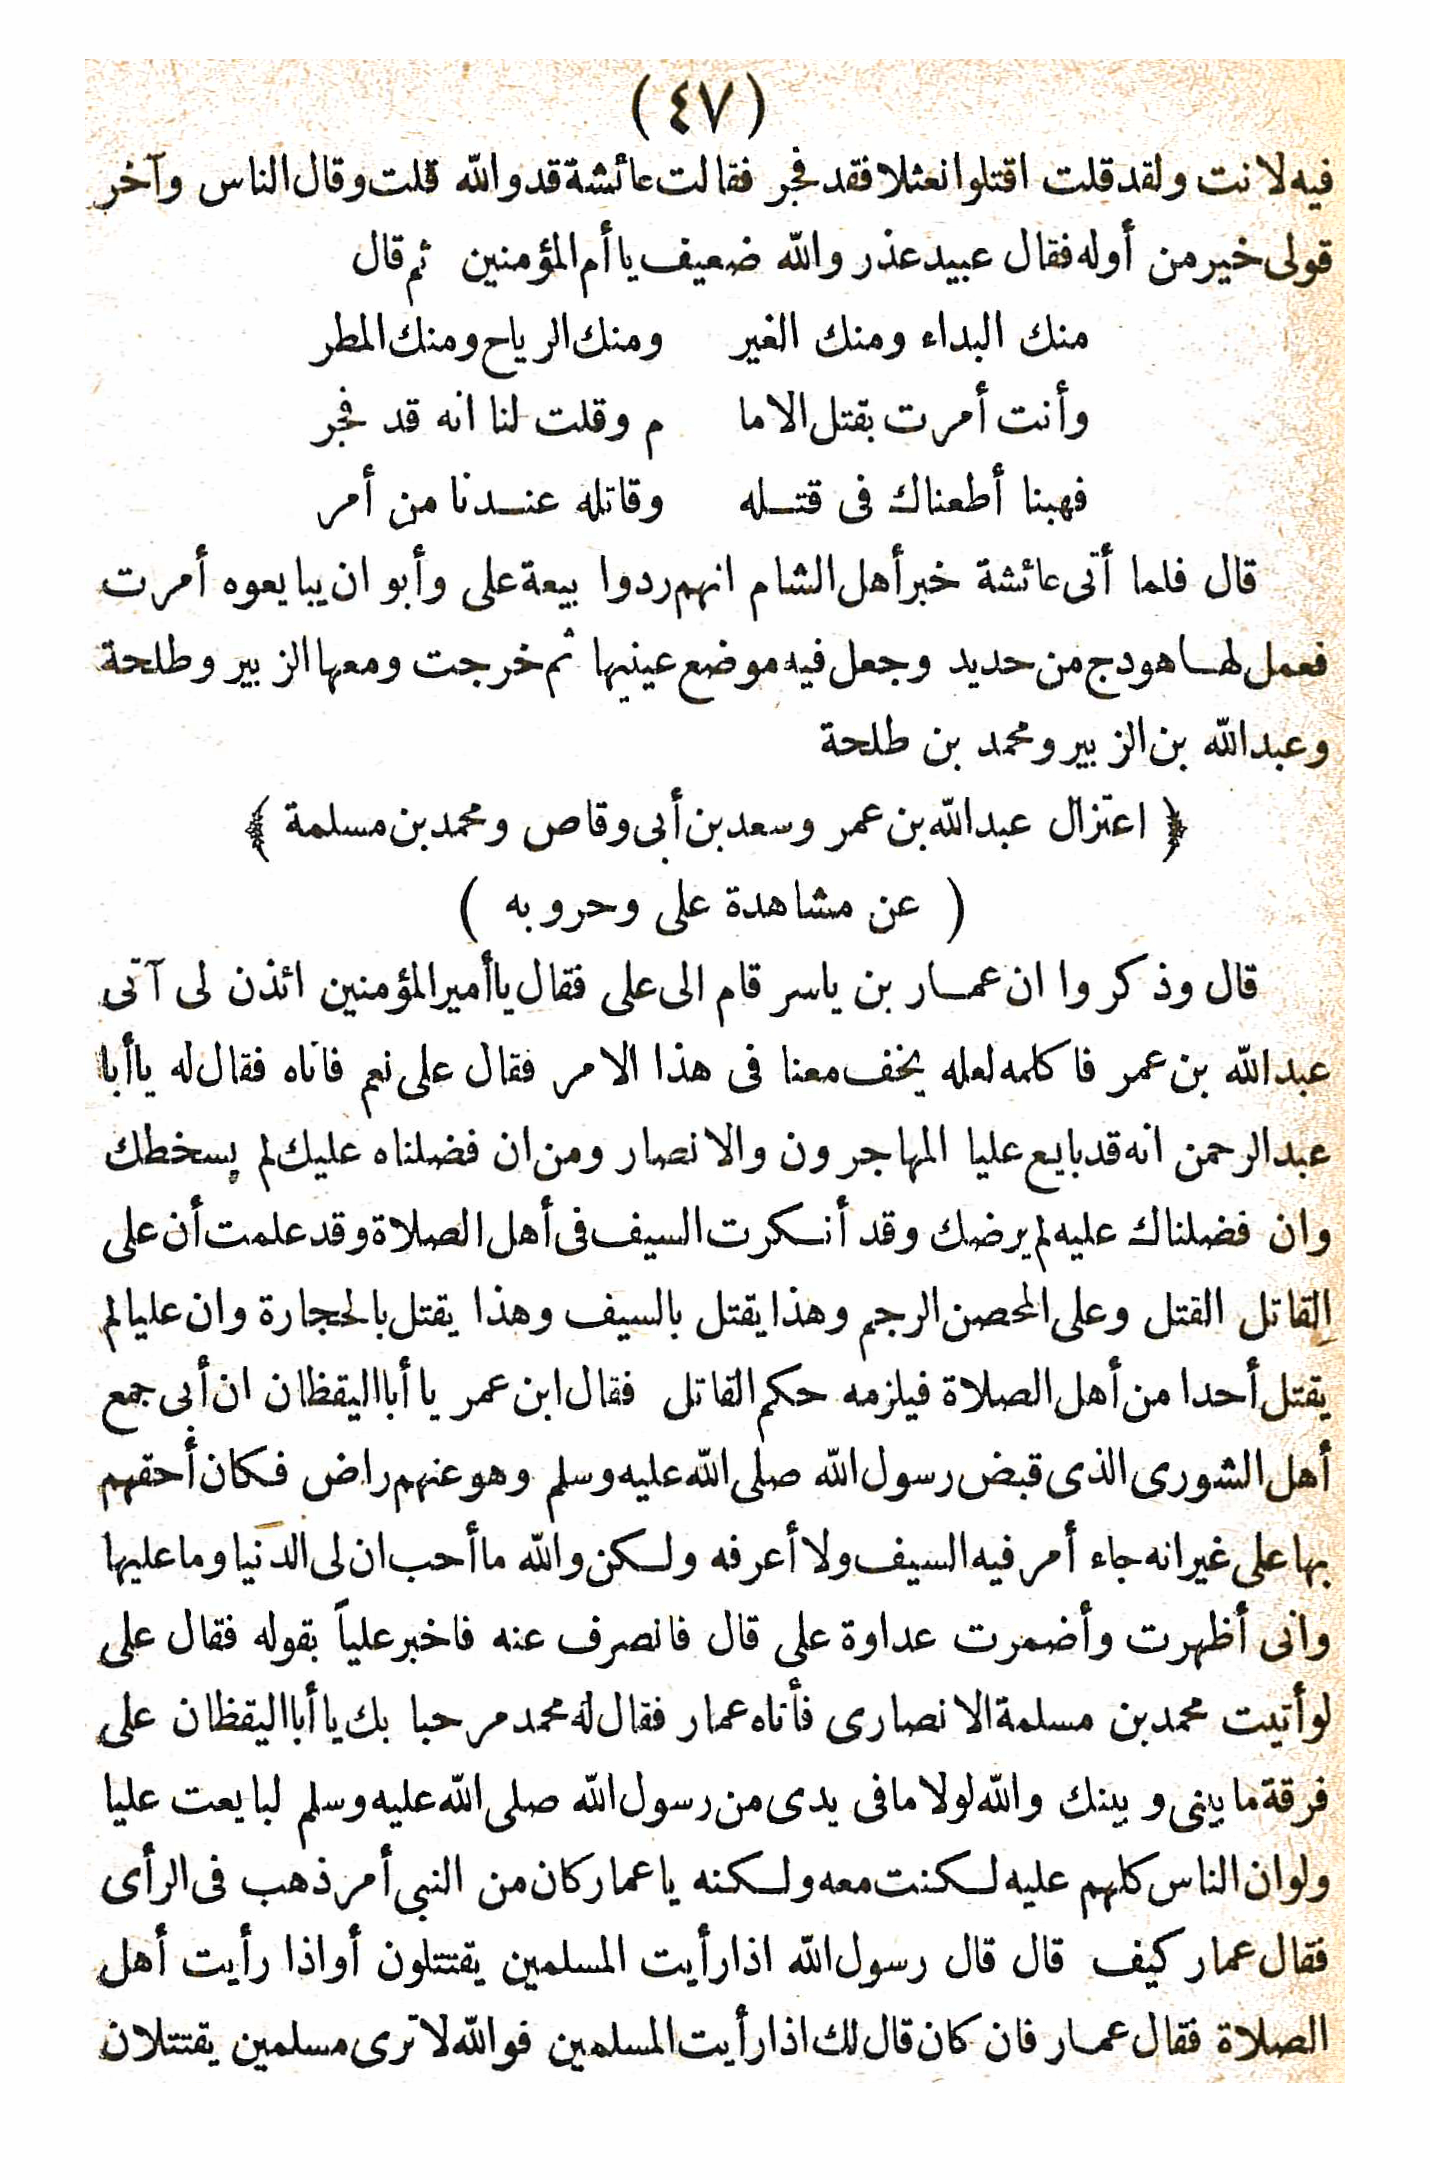 (٤٧)
فيه لانت ولقد قلت اقتلوا نعثلا فقد فجر فقالت عائشة قد والله قلت وقال الناس وآخر
قولى خير من أوله فقال عبيد عذر والله ضعيف يا أم المؤمنين ثم قال
منك البداء ومنك الغير ومنك الرياح ومنك المطر
وأنت أمرت بقتل الاما م وقلت لنا انه قد فجر
فهبنا أطعناك فى قتله وقاتله عندنا من أمر
قال فلما أتى عائشة خبر أهل الشام انهم ردوا بيعة على وأبو ان يبايعوه أمرت
فعمل لها هودج من حديد وجعل فيه موضع عينيها ثم خرجت ومعها الزبير وطلحة
وعبد الله بن الزبير ومحمد بن طلحة
﴿ اعتزال عبد الله بن عمر وسعد بن أبى وقاص ومحمد بن مسلمة ﴾
( عن مشاهدة على وحروبه )
قال وذكروا ان عمار بن ياسر قام الى على فقال يا أمير المؤمنين ائذن لى آتى
عبد الله بن عمر فاكلمه لعله يخف معنا فى هذا الامر فقال على نعم فاتاه فقال له يا أبا
عبد الرحمن انه قد بايع عليا المهاجرون والانصار ومن ان فضلناه عليك لم يسخطك
وان فضلناك عليه لم يرضك وقد أنكرت السيف فى أهل الصلاة وقد علمت أن على
القاتل القتل وعلى المحصن الرجم وهذا يقتل بالسيف وهذا يقتل بالحجارة وان عليا لم
يقتل أحدا من أهل الصلاة فيلزمه حكم القاتل فقال ابن عمر يا أبا اليقظان ان أبى جمع
أهل الشورى الذى قبض رسول الله صلى الله عليه وسلم وهو عنهم راض فكان أحقهم
بها على غير انه جاء أمر فيه السيف ولا أعرفه ولكن والله ما أحب ان لى الدنيا وما عليها
وانى أظهرت وأضمرت عداوة على قال فانصرف عنه فاخبر علياً بقوله فقال على
لو أتيت محمد بن مسلمة الانصارى فأتاه عمار فقال له محمد مرحبا بك يا أبا اليقظان على
فرقة ما بينى وبينك والله لولا ما فى يدى من رسول الله صلى الله عليه وسلم لبايعت عليا
ولو ان الناس كلهم عليه لكنت معه ولكنه يا عمار كان من النبى أمر ذهب فى الرأى
فقال عمار كيف قال قال رسول الله اذا رأيت المسلمين يقتتلون أو اذا رأيت أهل
الصلاة فقال عمار فان كان قال لك اذا رأيت المسلمين فوالله لا ترى مسلمين يقتتلان